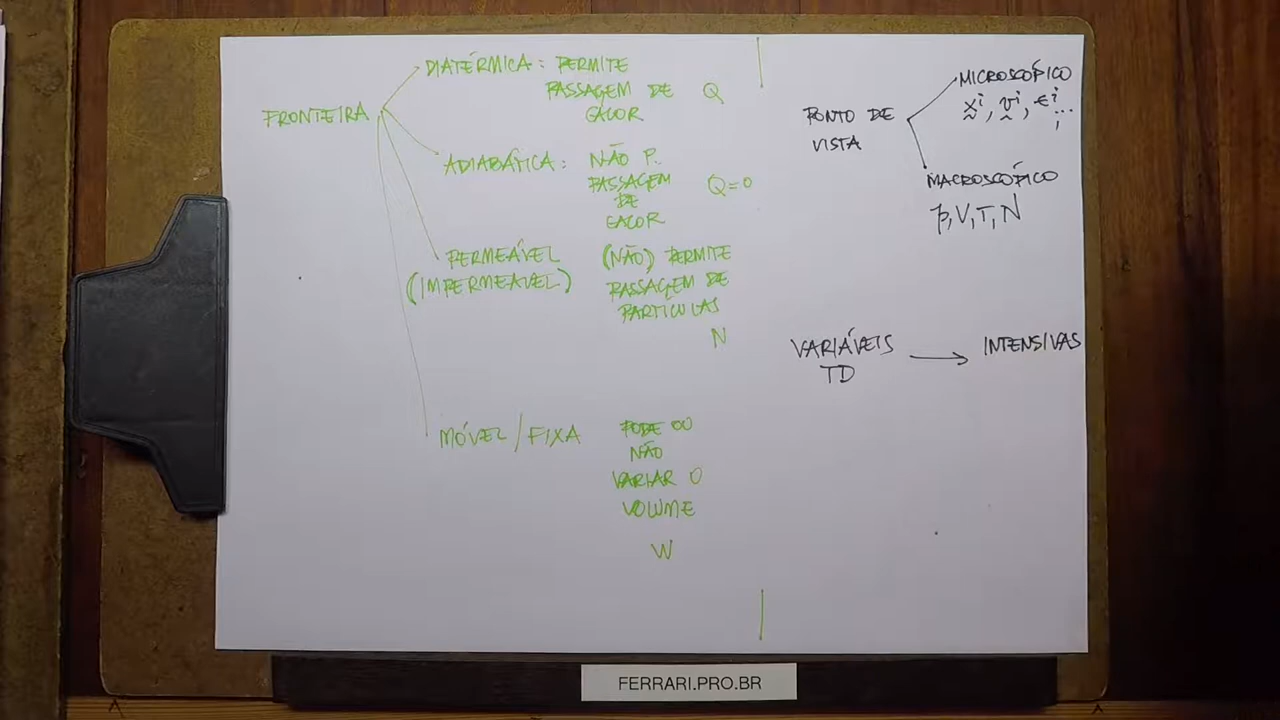 FRONTEIRA
DIATÉRMICA: PERMITE
PASSAGEM DE Q
CALOR
ADIABÁTICA: NÃO P.
PASSAGEM Q=0
DE
CALOR
PERMEÁVEL (NÃO) PERMITE
(IMPERMEÁVEL) PASSAGEM DE
PARTÍCULAS
N
MÓVEL/FIXA PODE OU
NÃO
VARIAR O
VOLUME
W
PONTO DE
VISTA
MICROSCÓPICO
x^i, v^i, ϵ^i, ...
MACROSCÓPICO
p, V, T, N
VARIÁVEIS → INTENSIVAS
TD
FERRARI.PRO.BR